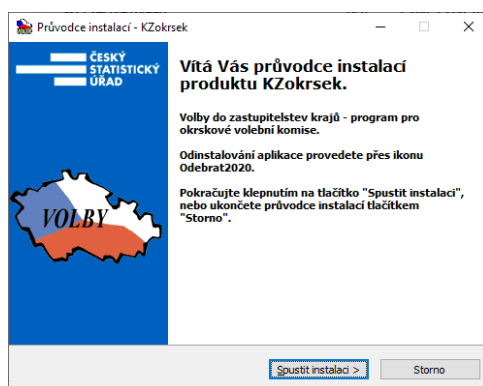 Průvodce instalací - KZokrsek
ČESKÝ
STATISTICKÝ
ÚŘAD
Vítá Vás průvodce instalací
produktu KZokrsek.
Volby do zastupitelstev krajů - program pro
okrskové volební komise.
Odinstalování aplikace provedete přes ikonu
Odebrat2020.
Pokračujte klepnutím na tlačítko "Spustit instalaci",
nebo ukončete průvodce instalací tlačítkem
"Storno".
VOLBY
Spustit instalaci >
Storno